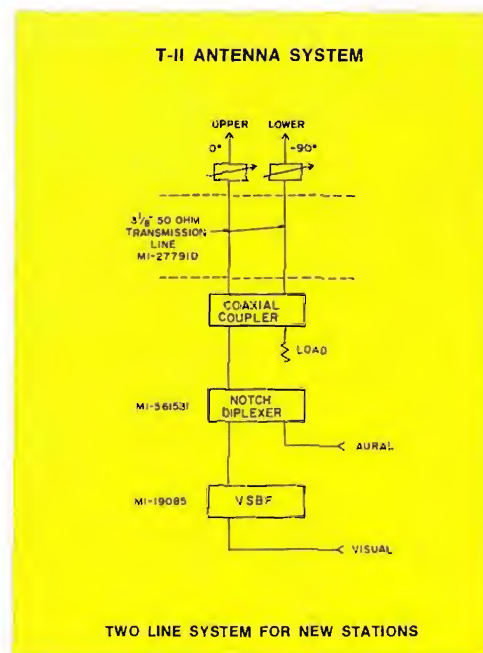 T-II ANTENNA SYSTEM
UPPER LOWER
0° -90°
3 1/8" 50 OHM
TRANSMISSION
LINE
MI-27791D
COAXIAL
COUPLER
LOAD
MI-561531 NOTCH
DIPLEXER
AURAL
MI-19085 VSBF
VISUAL
TWO LINE SYSTEM FOR NEW STATIONS